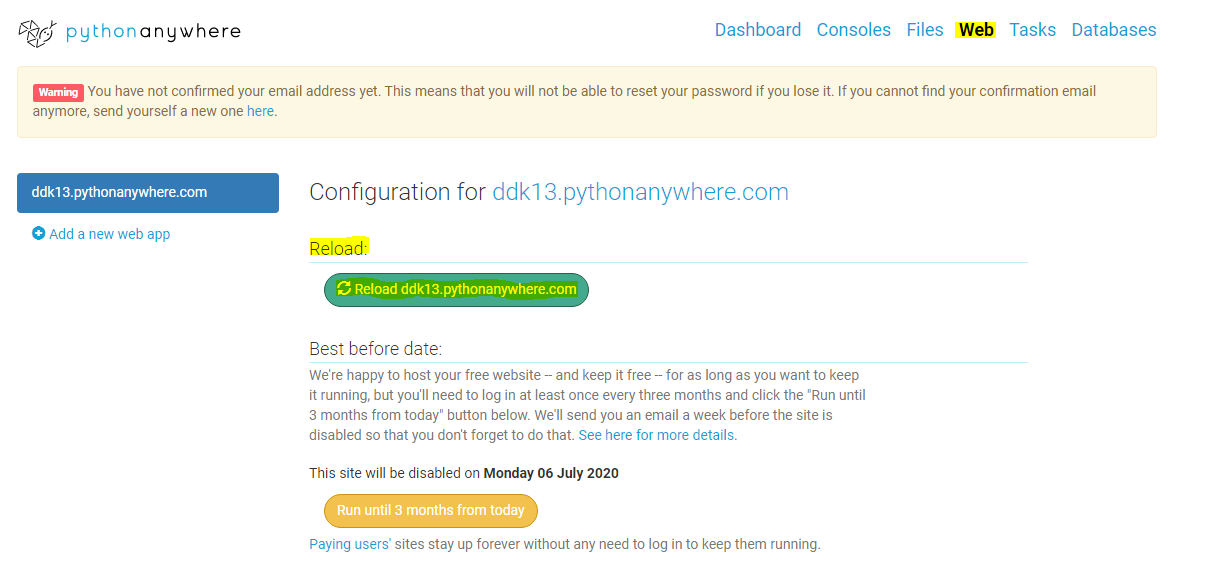 pythonanywhere
Dashboard Consoles Files Web Tasks Databases
Warning You have not confirmed your email address yet. This means that you will not be able to reset your password if you lose it. If you cannot find your confirmation email
anymore, send yourself a new one here.
ddk13.pythonanywhere.com
Add a new web app
Configuration for ddk13.pythonanywhere.com
Reload:
Reload ddk13.pythonanywhere.com
Best before date:
We're happy to host your free website -- and keep it free -- for as long as you want to keep
it running, but you'll need to log in at least once every three months and click the "Run until
3 months from today" button below. We'll send you an email a week before the site is
disabled so that you don't forget to do that. See here for more details.
This site will be disabled on Monday 06 July 2020
Run until 3 months from today
Paying users' sites stay up forever without any need to log in to keep them running.